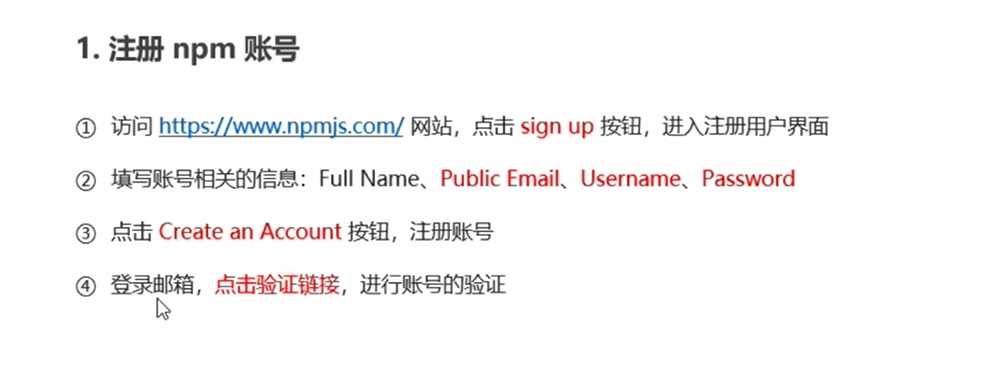 1. 注册 npm 账号
① 访问 https://www.npmjs.com/ 网站，点击 sign up 按钮，进入注册用户界面
② 填写账号相关的信息：Full Name、Public Email、Username、Password
③ 点击 Create an Account 按钮，注册账号
④ 登录邮箱，点击验证链接，进行账号的验证